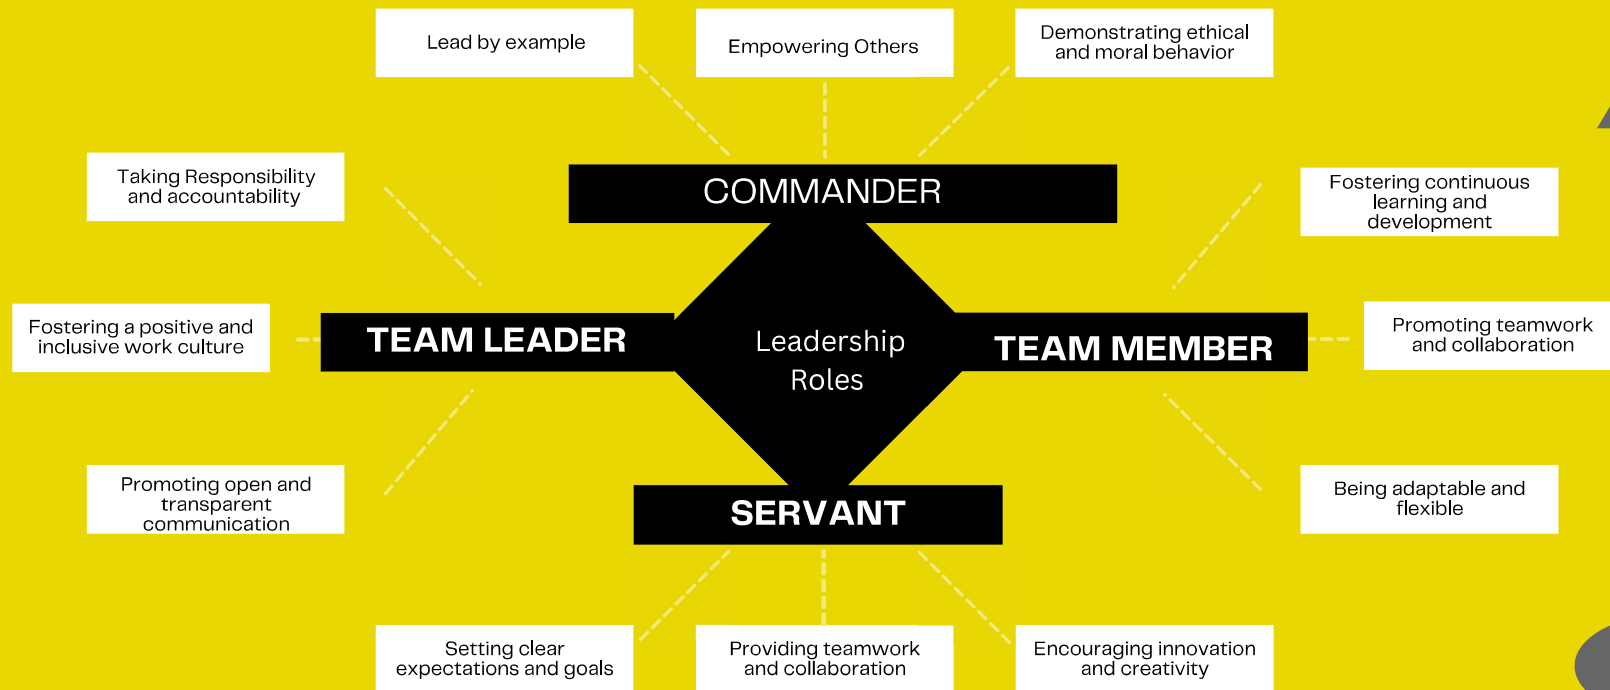 Lead by example
Empowering Others
Demonstrating ethical
and moral behavior
Taking Responsibility
and accountability
COMMANDER
Fostering continuous
learning and
development
Fostering a positive and
inclusive work culture
TEAM LEADER
Leadership
Roles
TEAM MEMBER
Promoting teamwork
and collaboration
Promoting open and
transparent
communication
SERVANT
Being adaptable and
flexible
Setting clear
expectations and goals
Providing teamwork
and collaboration
Encouraging innovation
and creativity